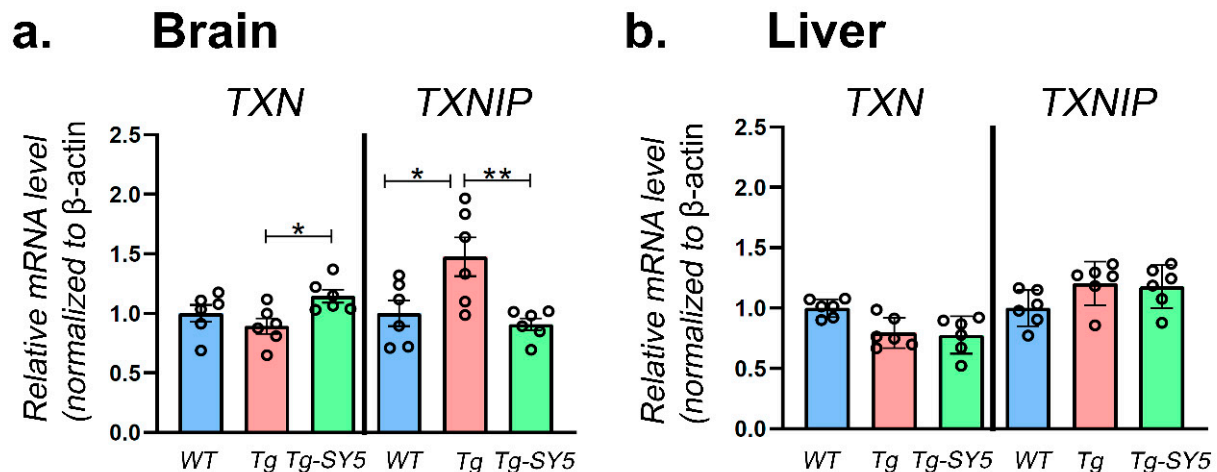 a. Brain
TXN TXNIP
Relative mRNA level
(normalized to β-actin
2.5
2.0
1.5
1.0
0.5
0.0
*
*
**
WT Tg Tg-SY5 WT Tg Tg-SY5
b. Liver
TXN TXNIP
Relative mRNA level
(normalized to β-actin
2.5
2.0
1.5
1.0
0.5
0.0
WT Tg Tg-SY5 WT Tg Tg-SY5